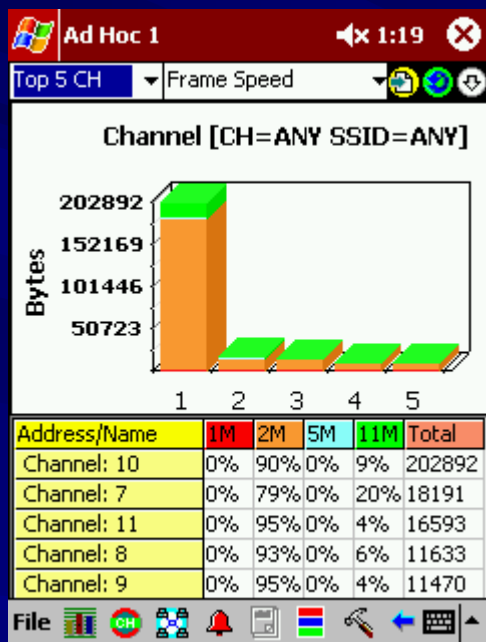 Ad Hoc 1 1:19
Top 5 CH Frame Speed
Channel [CH=ANY SSID=ANY]
Bytes
202892
152169
101446
50723
1 2 3 4 5
Address/Name 1M 2M 5M 11M Total
Channel: 10 0% 90% 0% 9% 202892
Channel: 7 0% 79% 0% 20% 18191
Channel: 11 0% 95% 0% 4% 16593
Channel: 8 0% 93% 0% 6% 11633
Channel: 9 0% 95% 0% 4% 11470
File CH